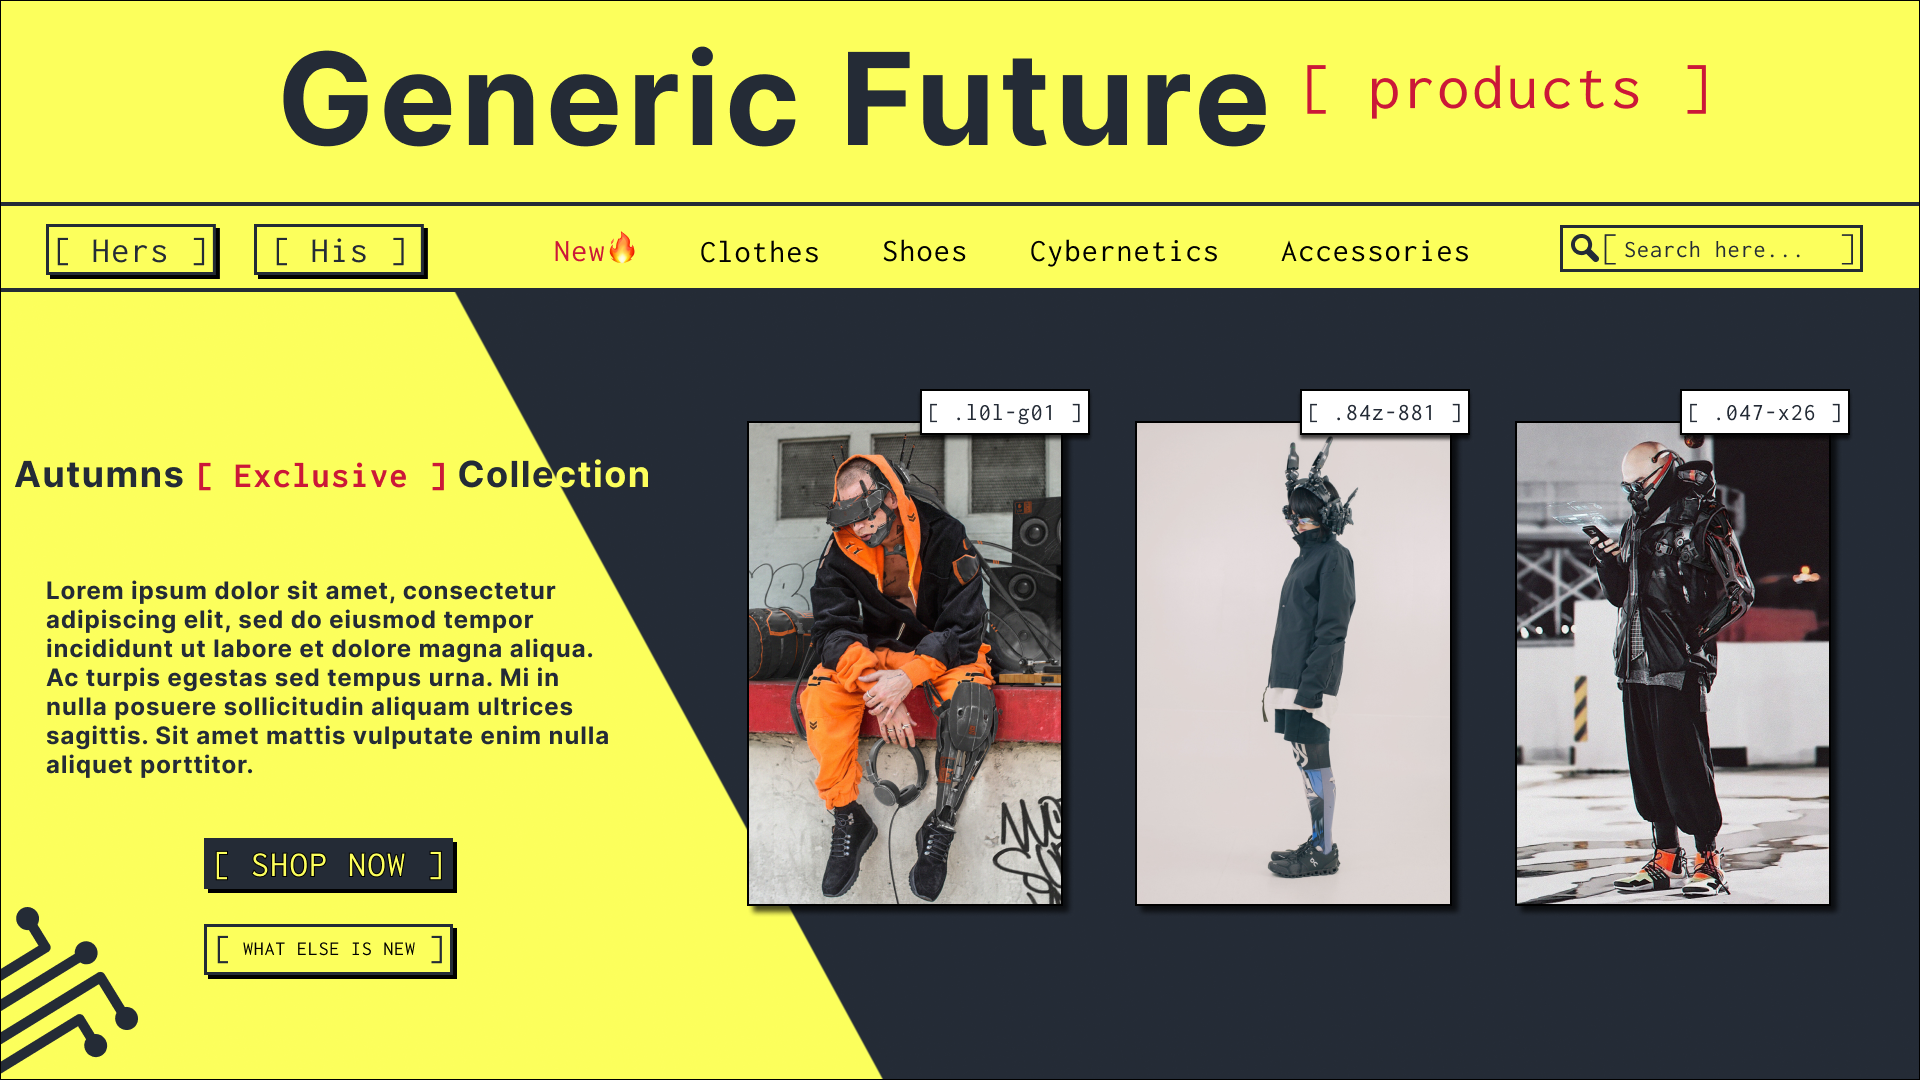 Generic Future [ products ]
[ Hers ] [ His ] New🔥 Clothes Shoes Cybernetics Accessories [ Search here... ]
[ .l0l-g01 ] [ .84z-881 ] [ .047-x26 ]
Autumns [ Exclusive ] Collection
Lorem ipsum dolor sit amet, consectetur
adipiscing elit, sed do eiusmod tempor
incididunt ut labore et dolore magna aliqua.
Ac turpis egestas sed tempus urna. Mi in
nulla posuere sollicitudin aliquam ultrices
sagittis. Sit amet mattis vulputate enim nulla
aliquet porttitor.
[ SHOP NOW ]
[ WHAT ELSE IS NEW ]